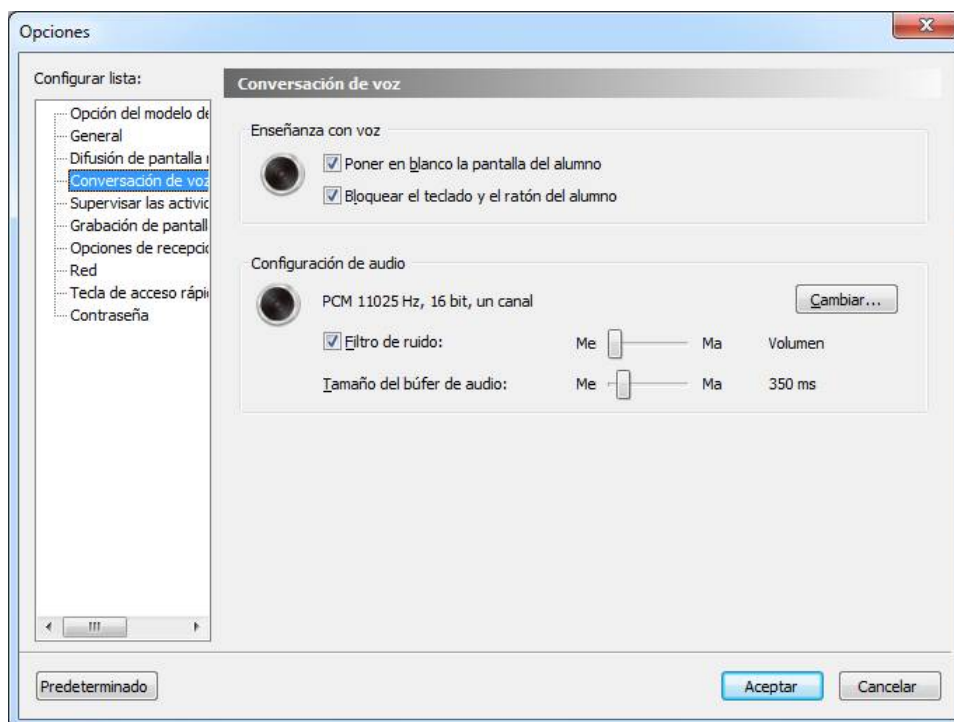 Opciones
Configurar lista:
Opción del modelo de
General
Difusión de pantalla r
Conversación de voz
Supervisar las activid
Grabación de pantall
Opciones de recepció
Red
Tecla de acceso rápi
Contraseña
Conversación de voz
Enseñanza con voz
Poner en blanco la pantalla del alumno
Bloquear el teclado y el ratón del alumno
Configuración de audio
PCM 11025 Hz, 16 bit, un canal
Cambiar...
Filtro de ruido:
Me
Ma
Volumen
Tamaño del búfer de audio:
Me
Ma
350 ms
Predeterminado
Aceptar
Cancelar